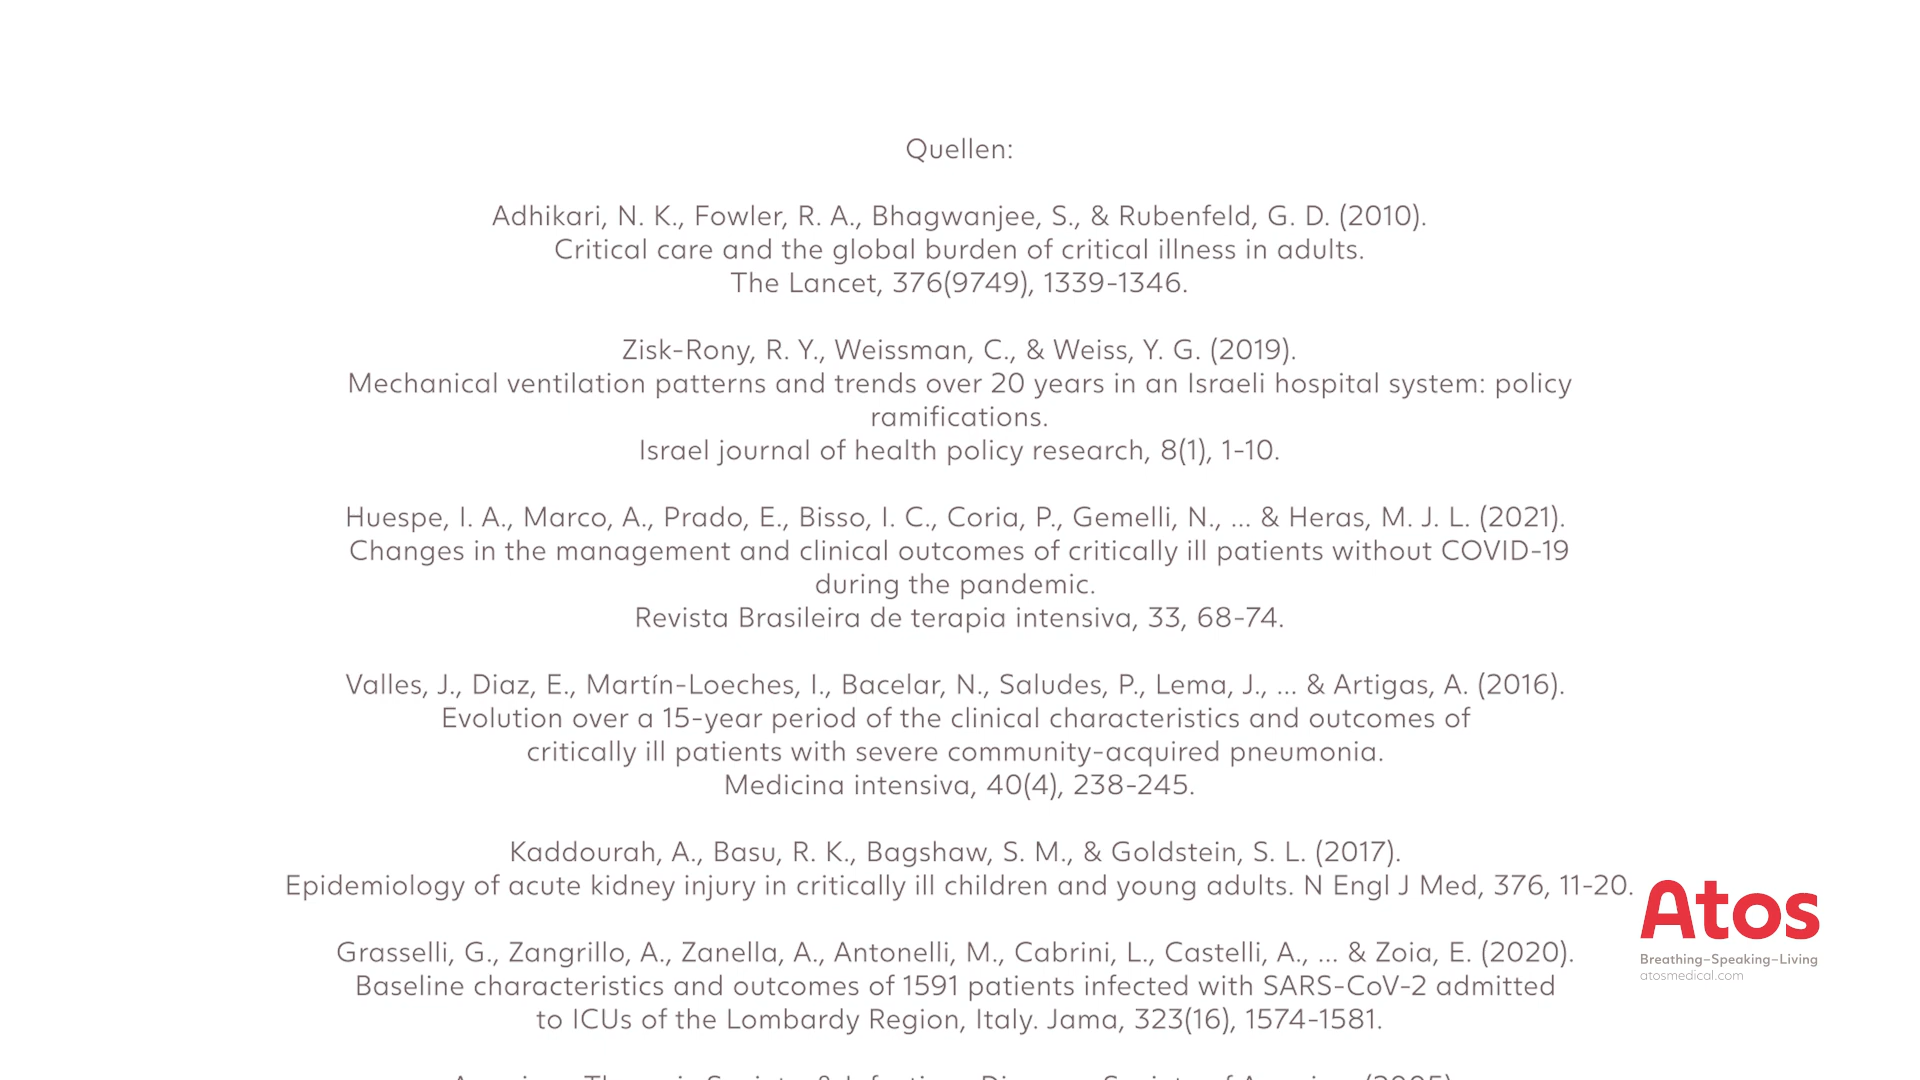 Quellen:
Adhikari, N. K., Fowler, R. A., Bhagwanjee, S., & Rubenfeld, G. D. (2010).
Critical care and the global burden of critical illness in adults.
The Lancet, 376(9749), 1339-1346.
Zisk-Rony, R. Y., Weissman, C., & Weiss, Y. G. (2019).
Mechanical ventilation patterns and trends over 20 years in an Israeli hospital system: policy
ramifications.
Israel journal of health policy research, 8(1), 1-10.
Huespe, I. A., Marco, A., Prado, E., Bisso, I. C., Coria, P., Gemelli, N., ... & Heras, M. J. L. (2021).
Changes in the management and clinical outcomes of critically ill patients without COVID-19
during the pandemic.
Revista Brasileira de terapia intensiva, 33, 68-74.
Valles, J., Diaz, E., Martín-Loeches, I., Bacelar, N., Saludes, P., Lema, J., ... & Artigas, A. (2016).
Evolution over a 15-year period of the clinical characteristics and outcomes of
critically ill patients with severe community-acquired pneumonia.
Medicina intensiva, 40(4), 238-245.
Kaddourah, A., Basu, R. K., Bagshaw, S. M., & Goldstein, S. L. (2017).
Epidemiology of acute kidney injury in critically ill children and young adults. N Engl J Med, 376, 11-20.
Grasselli, G., Zangrillo, A., Zanella, A., Antonelli, M., Cabrini, L., Castelli, A., ... & Zoia, E. (2020).
Baseline characteristics and outcomes of 1591 patients infected with SARS-CoV-2 admitted
to ICUs of the Lombardy Region, Italy. Jama, 323(16), 1574-1581.
Atos
Breathing-Speaking-Living
atosmedical.com